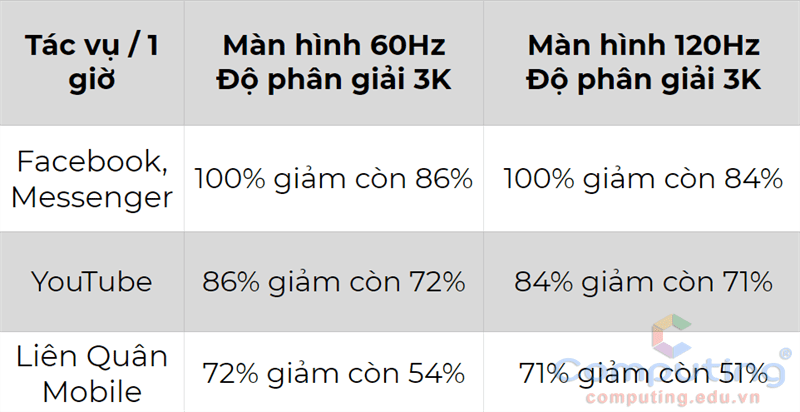 Tác vụ / 1
giờ
Màn hình 60Hz
Độ phân giải 3K
Màn hình 120Hz
Độ phân giải 3K
Facebook,
Messenger
100% giảm còn 86%
100% giảm còn 84%
YouTube
86% giảm còn 72%
84% giảm còn 71%
Liên Quân
Mobile
72% giảm còn 54%
71% giảm còn 51%
Computing®
computing.edu.vn